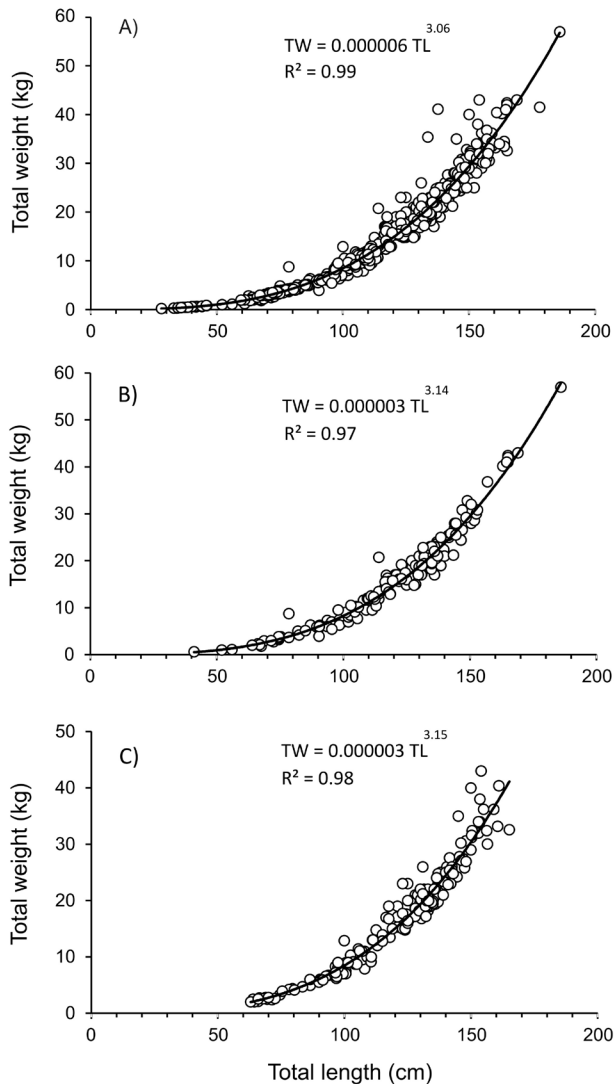 A)
TW = 0.000006 TL 3.06
R² = 0.99
Total weight (kg)
60
50
40
30
20
10
0
0 50 100 150 200
B)
TW = 0.000003 TL 3.14
R² = 0.97
Total weight (kg)
60
50
40
30
20
10
0
0 50 100 150 200
C)
TW = 0.000003 TL 3.15
R² = 0.98
Total weight (kg)
50
40
30
20
10
0
0 50 100 150 200
Total length (cm)